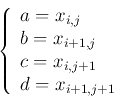 a = x_{i,j}
b = x_{i+1,j}
c = x_{i,j+1}
d = x_{i+1,j+1}